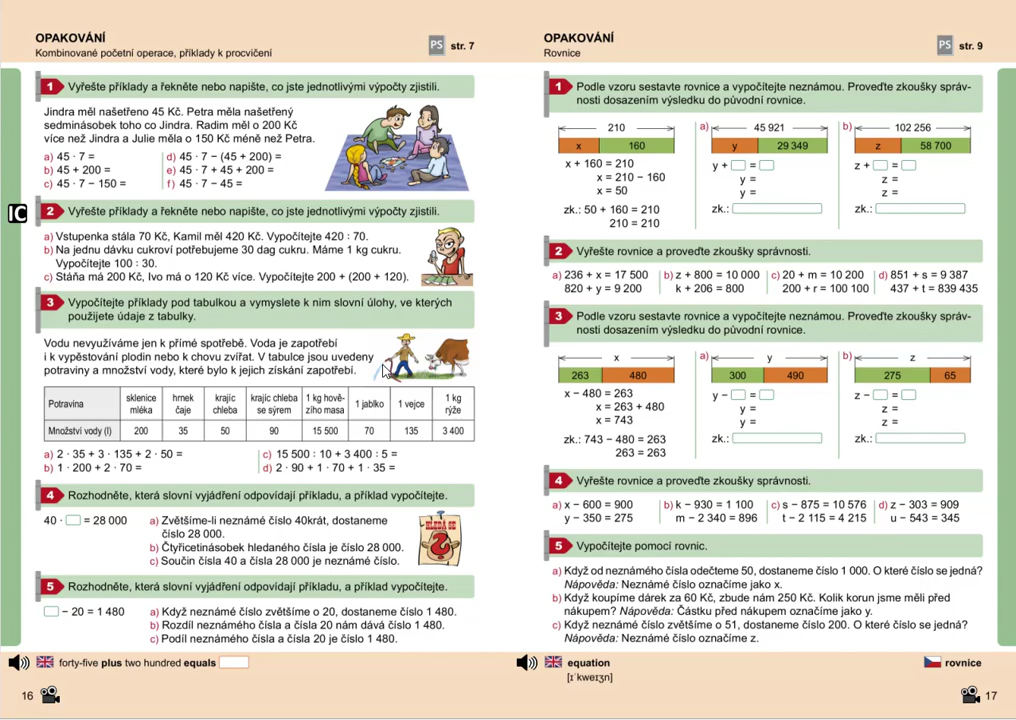 OPAKOVÁNÍ
Kombinované početní operace, příklady k procvičení
PS str. 7
1 Vyřešte příklady a řekněte nebo napište, co jste jednotlivými výpočty zjistili.
Jindra měl našetřeno 45 Kč. Petra měla našetřený
sedminásobek toho co Jindra. Radim měl o 200 Kč
více než Jindra a Julie měla o 150 Kč méně než Petra.
a) 45 · 7 = d) 45 · 7 − (45 + 200) =
b) 45 + 200 = e) 45 · 7 + 45 + 200 =
c) 45 · 7 − 150 = f) 45 · 7 − 45 =
IC
2 Vyřešte příklady a řekněte nebo napište, co jste jednotlivými výpočty zjistili.
a) Vstupenka stála 70 Kč, Kamil měl 420 Kč. Vypočítejte 420 : 70.
b) Na jednu dávku cukroví potřebujeme 30 dag cukru. Máme 1 kg cukru.
Vypočítejte 100 : 30.
c) Stáňa má 200 Kč, Ivo má o 120 Kč více. Vypočítejte 200 + (200 + 120).
3 Vypočítejte příklady pod tabulkou a vymyslete k nim slovní úlohy, ve kterých
použijete údaje z tabulky.
Vodu nevyužíváme jen k přímé spotřebě. Voda je zapotřebí
i k vypěstování plodin nebo k chovu zvířat. V tabulce jsou uvedeny
potraviny a množství vody, které bylo k jejich získání zapotřebí.
Potravina sklenice mléka hrnek čaje krajíc chleba krajíc chleba se sýrem 1 kg hově-zího masa 1 jablko 1 vejce 1 kg rýže
Množství vody (l) 200 35 50 90 15 500 70 135 3 400
a) 2 · 35 + 3 · 135 + 2 · 50 = c) 15 500 : 10 + 3 400 : 5 =
b) 1 · 200 + 2 · 70 = d) 2 · 90 + 1 · 70 + 1 · 35 =
4 Rozhodněte, která slovní vyjádření odpovídají příkladu, a příklad vypočítejte.
40 · = 28 000 a) Zvětšíme-li neznámé číslo 40krát, dostaneme
číslo 28 000.
b) Čtyřicetinásobek hledaného čísla je číslo 28 000.
c) Součin čísla 40 a čísla 28 000 je neznámé číslo.
HLEDÁ SE
?
5 Rozhodněte, která slovní vyjádření odpovídají příkladu, a příklad vypočítejte.
− 20 = 1 480 a) Když neznámé číslo zvětšíme o 20, dostaneme číslo 1 480.
b) Rozdíl neznámého čísla a čísla 20 nám dává číslo 1 480.
c) Podíl neznámého čísla a čísla 20 je číslo 1 480.
forty-five plus two hundred equals
16
OPAKOVÁNÍ
Rovnice
PS str. 9
1 Podle vzoru sestavte rovnice a vypočítejte neznámou. Proveďte zkoušky správ-
nosti dosazením výsledku do původní rovnice.
210 a) 45 921 b) 102 256
x 160 y 29 349 z 58 700
x + 160 = 210 y + = z + =
x = 210 − 160 y = z =
x = 50 y = z =
zk.: 50 + 160 = 210 zk.: zk.:
210 = 210
2 Vyřešte rovnice a proveďte zkoušky správnosti.
a) 236 + x = 17 500 b) z + 800 = 10 000 c) 20 + m = 10 200 d) 851 + s = 9 387
820 + y = 9 200 k + 206 = 800 200 + r = 100 100 437 + t = 839 435
3 Podle vzoru sestavte rovnice a vypočítejte neznámou. Proveďte zkoušky správ-
nosti dosazením výsledku do původní rovnice.
x a) y b) z
263 480 300 490 275 65
x − 480 = 263 y − = z − =
x = 263 + 480 y = z =
x = 743 y = z =
zk.: 743 − 480 = 263 zk.: zk.:
263 = 263
4 Vyřešte rovnice a proveďte zkoušky správnosti.
a) x − 600 = 900 b) k − 930 = 1 100 c) s − 875 = 10 576 d) z − 303 = 909
y − 350 = 275 m − 2 340 = 896 t − 2 115 = 4 215 u − 543 = 345
5 Vypočítejte pomocí rovnic.
a) Když od neznámého čísla odečteme 50, dostaneme číslo 1 000. O které číslo se jedná?
Nápověda: Neznámé číslo označíme jako x.
b) Když koupíme dárek za 60 Kč, zbude nám 250 Kč. Kolik korun jsme měli před
nákupem? Nápověda: Částku před nákupem označíme jako y.
c) Když neznámé číslo zvětšíme o 51, dostaneme číslo 200. O které číslo se jedná?
Nápověda: Neznámé číslo označíme z.
equation rovnice
[ɪˈkweɪʒn]
17